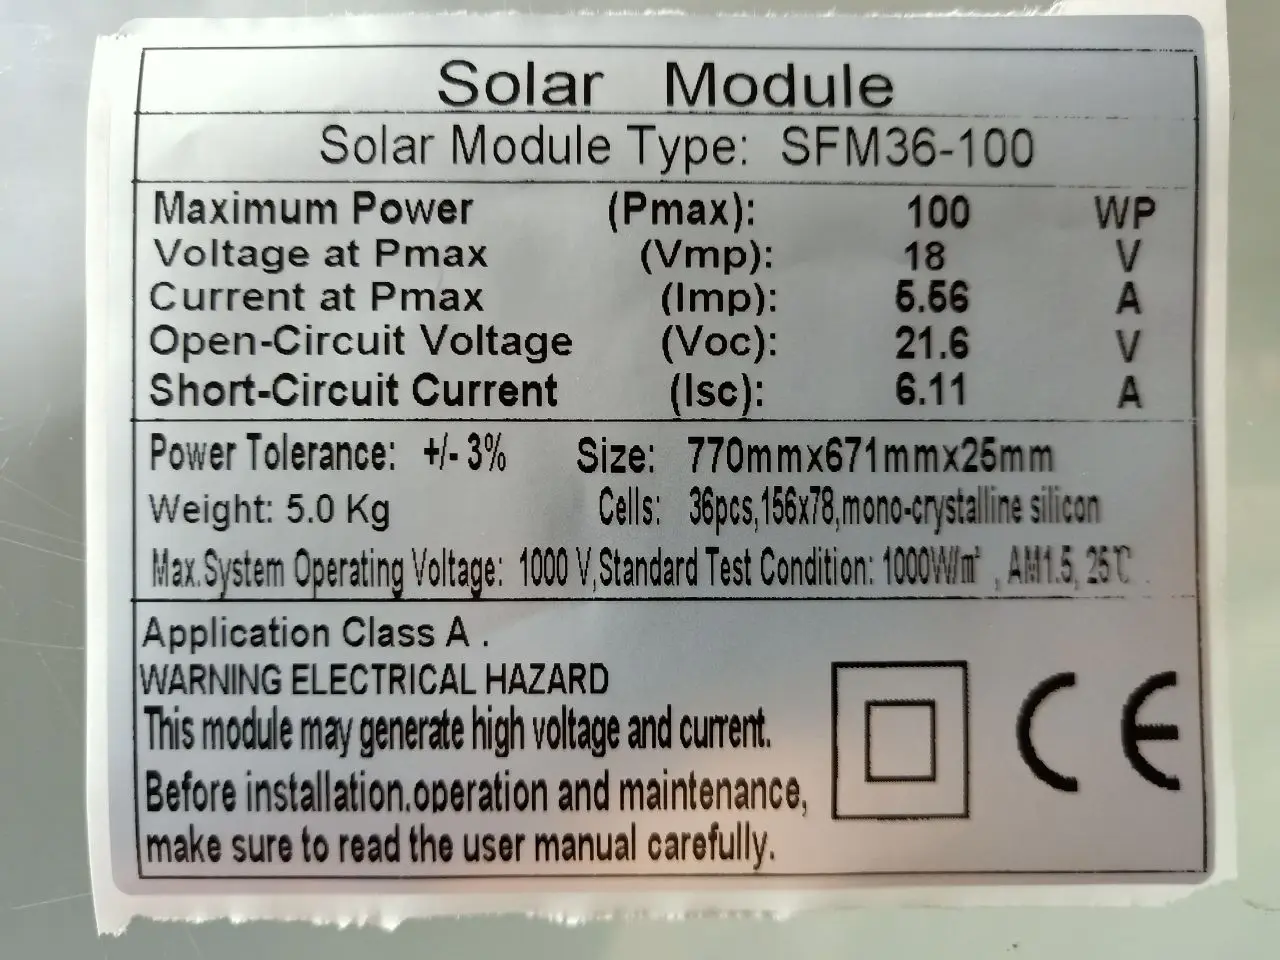 Solar Module
Solar Module Type: SFM36-100
Maximum Power (Pmax): 100 WP
Voltage at Pmax (Vmp): 18 V
Current at Pmax (Imp): 5.56 A
Open-Circuit Voltage (Voc): 21.6 V
Short-Circuit Current (Isc): 6.11 A
Power Tolerance: +/- 3% Size: 770mmx671mmx25mm
Weight: 5.0 Kg Cells: 36pcs,156x78,mono-crystalline silicon
Max.System Operating Voltage: 1000 V,Standard Test Condition: 1000W/m² , AM1.5, 25℃ .
Application Class A .
WARNING ELECTRICAL HAZARD
This module may generate high voltage and current.
Before installation.operation and maintenance,
make sure to read the user manual carefully.
CE